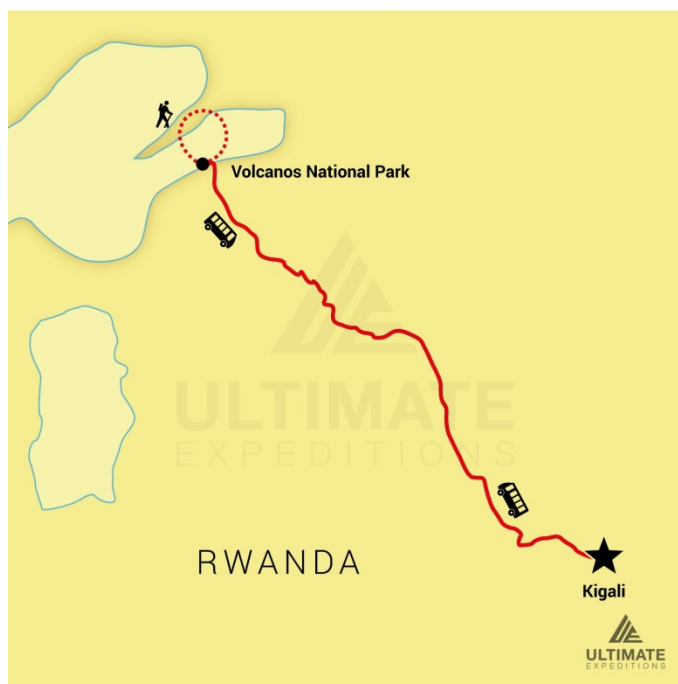 Volcanos National Park
ULTIMATE
EXPEDITIONS
RWANDA
Kigali
ULTIMATE
EXPEDITIONS